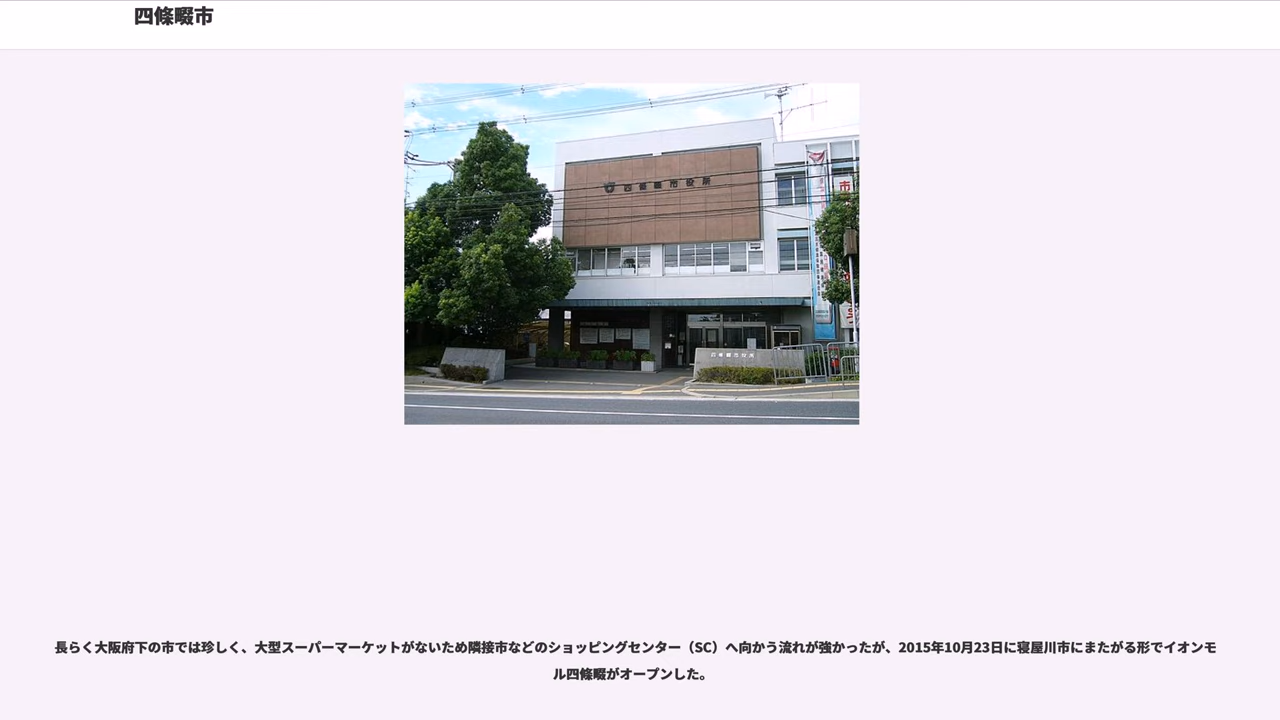 四條畷市
四條畷市役所
市
四條畷市役所
長らく大阪府下の市では珍しく、大型スーパーマーケットがないため隣接市などのショッピングセンター（SC）へ向かう流れが強かったが、2015年10月23日に寝屋川市にまたがる形でイオンモ
ル四條畷がオープンした。